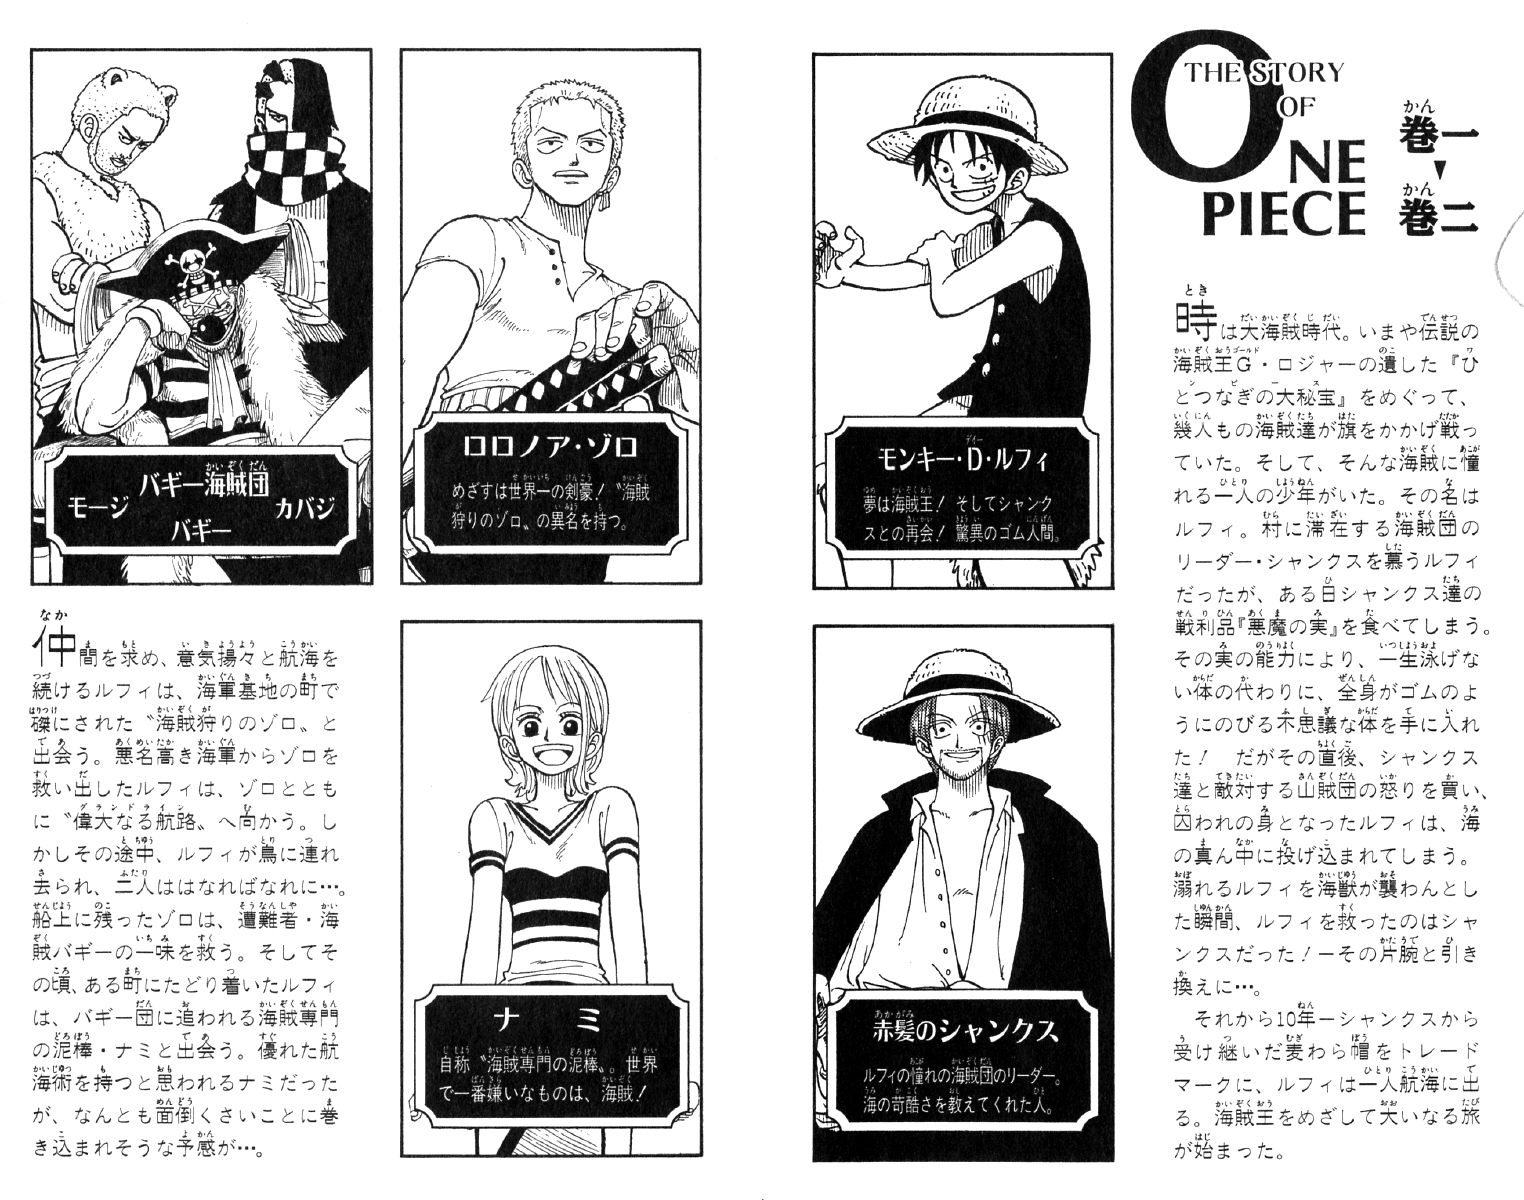 THE STORY
OF
ONE
PIECE
巻一
▼
巻二
時は大海賊時代。いまや伝説の
海賊王G・ロジャーの遺した『ひ
とつなぎの大秘宝』をめぐって、
幾人もの海賊達が旗をかかげ戦っ
ていた。そして、そんな海賊に憧
れる一人の少年がいた。その名は
ルフィ。村に滞在する海賊団の
リーダー・シャンクスを慕うルフィ
だったが、ある日シャンクス達の
戦利品『悪魔の実』を食べてしまう。
その実の能力により、一生泳げな
い体の代わりに、全身がゴムのよ
うにのびる不思議な体を手に入れ
た！　だがその直後、シャンクス
達と敵対する山賊団の怒りを買い、
囚われの身となったルフィは、海
の真ん中に投げ込まれてしまう。
溺れるルフィを海獣が襲わんとし
た瞬間、ルフィを救ったのはシャ
ンクスだった！ーその片腕と引き
換えに…。
それから10年ーシャンクスから
受け継いだ麦わら帽をトレード
マークに、ルフィは一人航海に出
る。海賊王をめざして大いなる旅
が始まった。
モンキー・D・ルフィ
夢は海賊王！ そしてシャンク
スとの再会！ 驚異のゴム人間。
赤髪のシャンクス
ルフィの憧れの海賊団のリーダー。
海の苛酷さを教えてくれた人。
ロロノア・ゾロ
めざすは世界一の剣豪！〝海賊
狩りのゾロ〟の異名を持つ。
ナミ
自称〝海賊専門の泥棒〟。世界
で一番嫌いなものは、海賊！
バギー海賊団
モージ
カバジ
バギー
仲間を求め、意気揚々と航海を
続けるルフィは、海軍基地の町で
磔にされた〝海賊狩りのゾロ〟と
出会う。悪名高き海軍からゾロを
救い出したルフィは、ゾロととも
に〝偉大なる航路〟へ向かう。し
かしその途中、ルフィが鳥に連れ
去られ、二人ははなればなれに…。
船上に残ったゾロは、遭難者・海
賊バギーの一味を救う。そしてそ
の頃、ある町にたどり着いたルフィ
は、バギー団に追われる海賊専門
の泥棒・ナミと出会う。優れた航
海術を持つと思われるナミだった
が、なんとも面倒くさいことに巻
き込まれそうな予感が…。